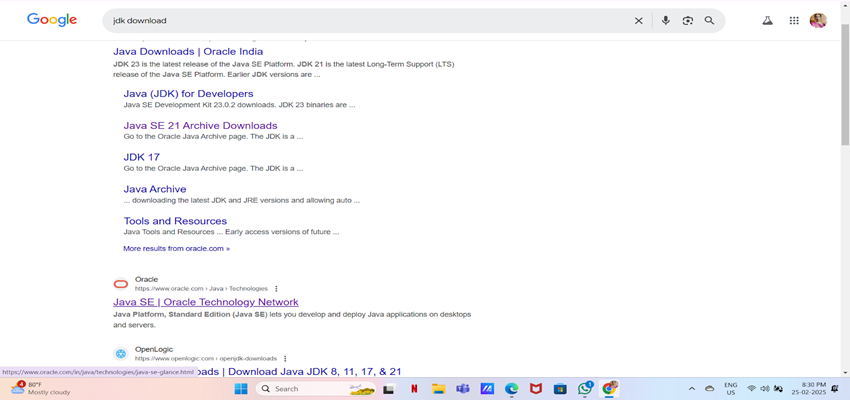 Google
jdk download
Java Downloads | Oracle India
JDK 23 is the latest release of the Java SE Platform. JDK 21 is the latest Long-Term Support (LTS)
release of the Java SE Platform. Earlier JDK versions are ...
Java (JDK) for Developers
Java SE Development Kit 23.0.2 downloads. JDK 23 binaries are ...
Java SE 21 Archive Downloads
Go to the Oracle Java Archive page. The JDK is a ...
JDK 17
Go to the Oracle Java Archive page. The JDK is a ...
Java Archive
... downloading the latest JDK and JRE versions and allowing auto ...
Tools and Resources
Java Tools and Resources ... Early access versions of future ...
More results from oracle.com »
Oracle
https://www.oracle.com › Java › Technologies
Java SE | Oracle Technology Network
Java Platform, Standard Edition (Java SE) lets you develop and deploy Java applications on desktops
and servers.
OpenLogic
https://www.openlogic.com › openjdk-downloads
https://www.oracle.com/in/java/technologies/java-se-glance.html
oads | Download Java JDK 8, 11, 17, & 21
4
80°F
Mostly cloudy
Search
1
ENG
US
8:30 PM
25-02-2025